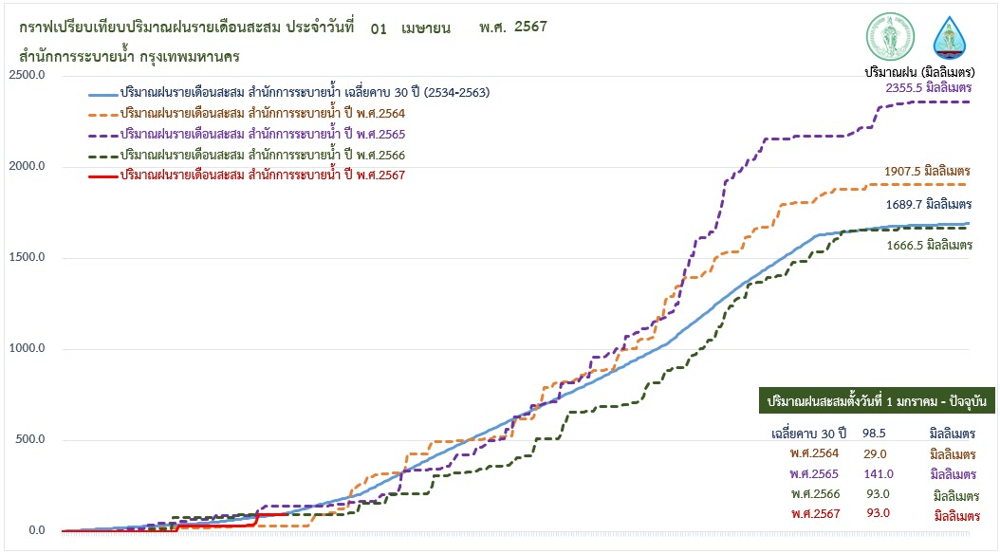 กราฟเปรียบเทียบปริมาณฝนรายเดือนสะสม ประจำวันที่ 01 เมษายน พ.ศ. 2567
สำนักการระบายน้ำ กรุงเทพมหานคร
ปริมาณฝน (มิลลิเมตร)
2500.0
2355.5 มิลลิเมตร
ปริมาณฝนรายเดือนสะสม สำนักการระบายน้ำ เฉลี่ยคาบ 30 ปี (2534-2563)
ปริมาณฝนรายเดือนสะสม สำนักการระบายน้ำ ปี พ.ศ.2564
ปริมาณฝนรายเดือนสะสม สำนักการระบายน้ำ ปี พ.ศ.2565
ปริมาณฝนรายเดือนสะสม สำนักการระบายน้ำ ปี พ.ศ.2566
ปริมาณฝนรายเดือนสะสม สำนักการระบายน้ำ ปี พ.ศ.2567
2000.0
1907.5 มิลลิเมตร
1689.7 มิลลิเมตร
1666.5 มิลลิเมตร
1500.0
1000.0
500.0
0.0
ปริมาณฝนสะสมตั้งวันที่ 1 มกราคม - ปัจจุบัน
เฉลี่ยคาบ 30 ปี 98.5 มิลลิเมตร
พ.ศ.2564 29.0 มิลลิเมตร
พ.ศ.2565 141.0 มิลลิเมตร
พ.ศ.2566 93.0 มิลลิเมตร
พ.ศ.2567 93.0 มิลลิเมตร